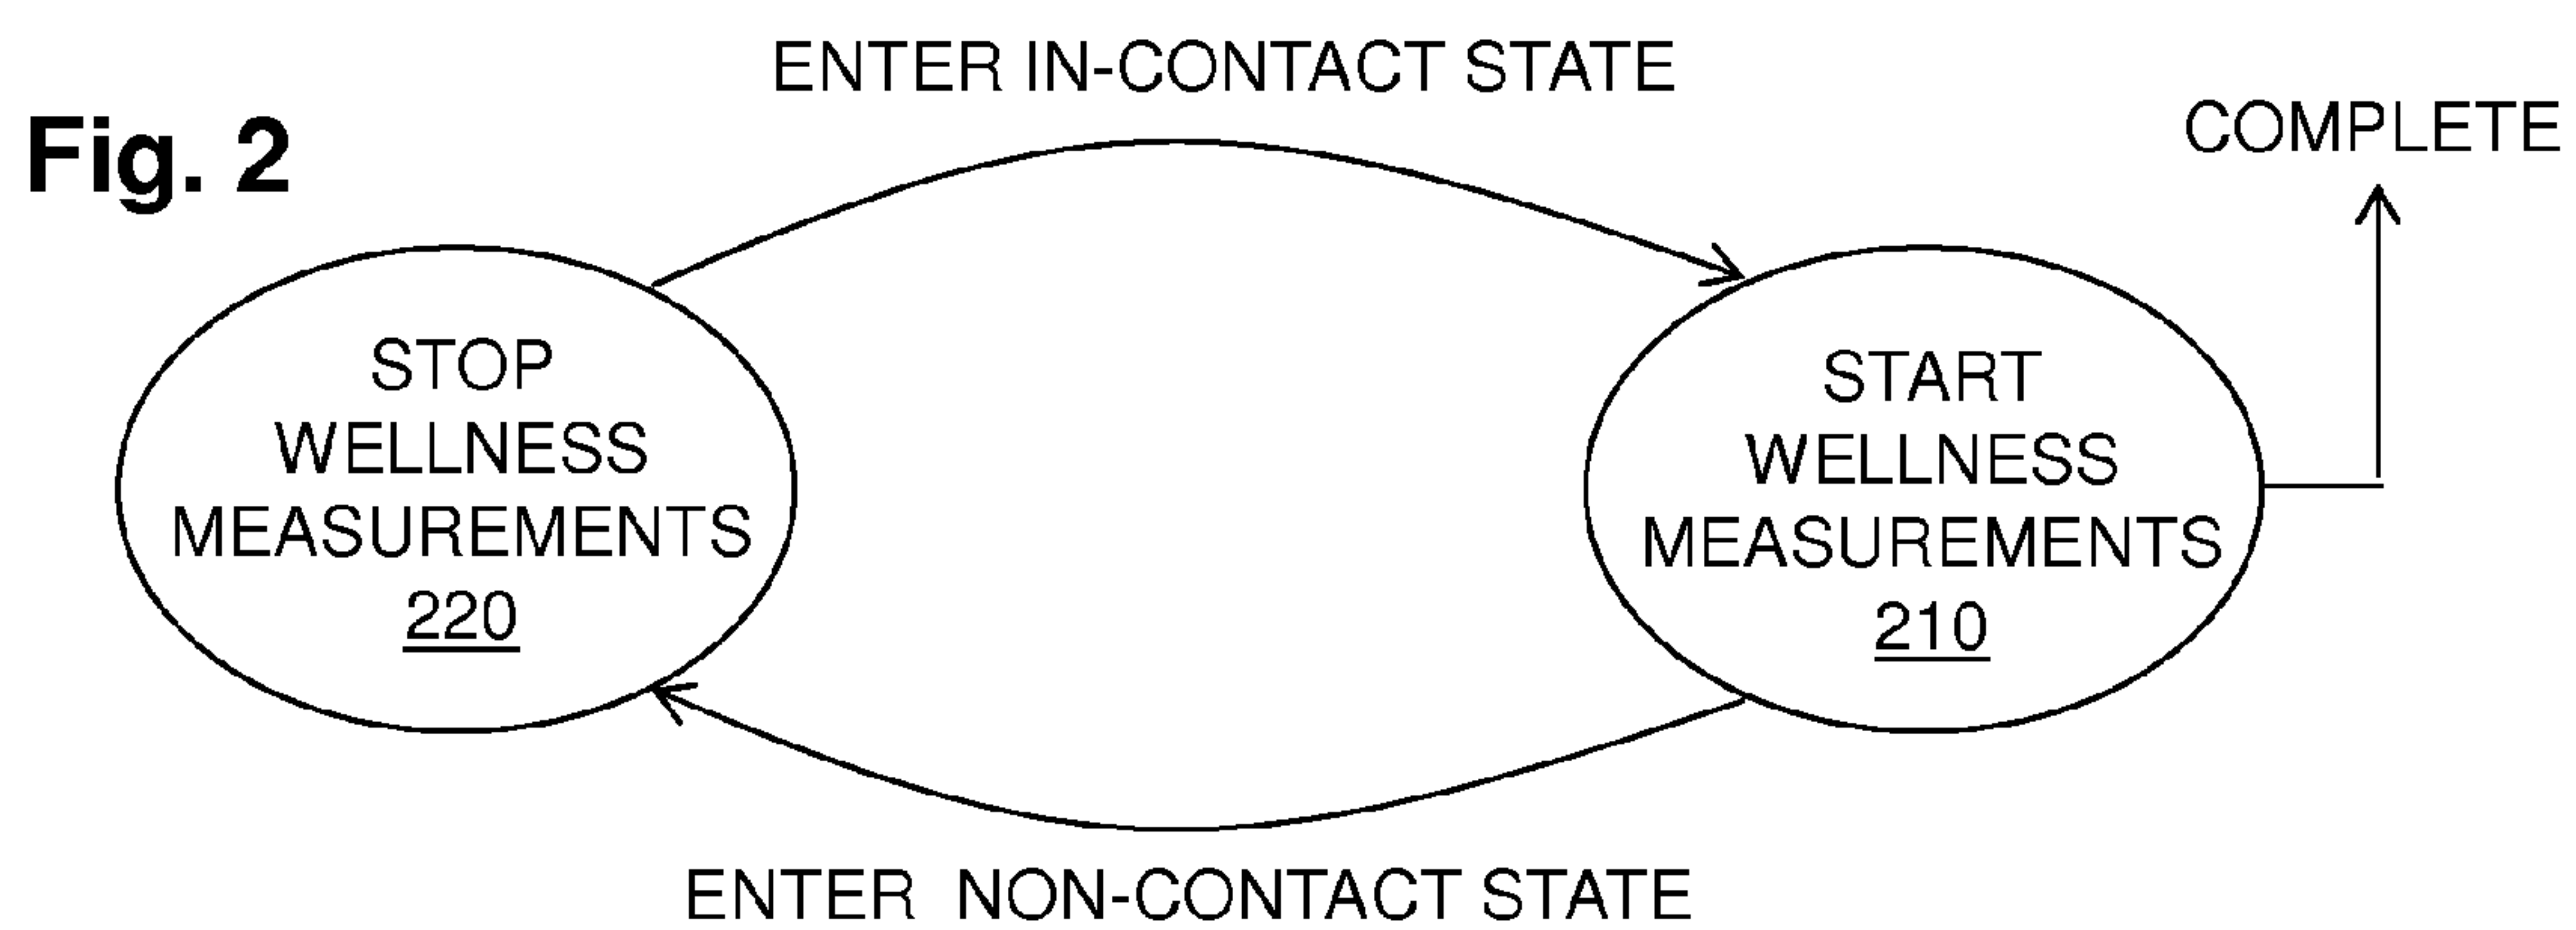 ENTER IN-CONTACT STATE
COMPLETE
Fig. 2
STOP
WELLNESS
MEASUREMENTS
220
START
WELLNESS
MEASUREMENTS
210
ENTER NON-CONTACT STATE